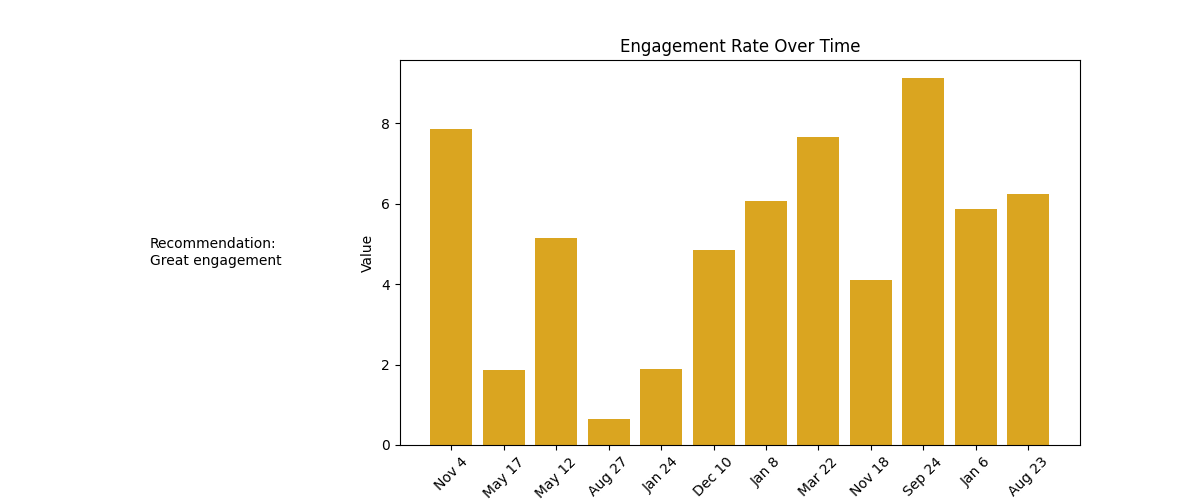 Engagement Rate Over Time
Recommendation:
Great engagement
Value
8
6
4
2
0
Nov 4
May 17
May 12
Aug 27
Jan 24
Dec 10
Jan 8
Mar 22
Nov 18
Sep 24
Jan 6
Aug 23